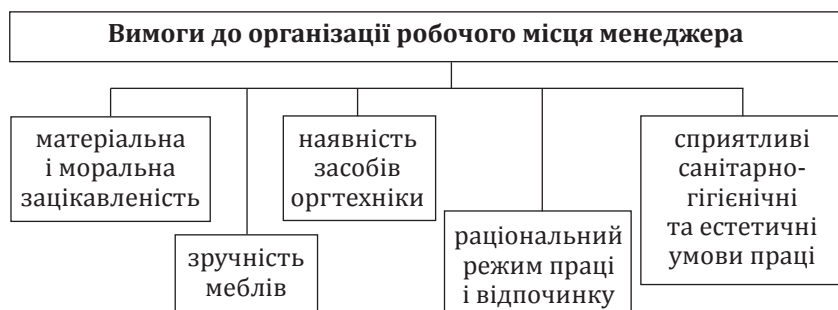 Вимоги до організації робочого місця менеджера
матеріальна
і моральна
зацікавленість
зручність
меблів
наявність
засобів
оргтехніки
раціональний
режим праці
і відпочинку
сприятливі
санітарно-
гігієнічні
та естетичні
умови праці